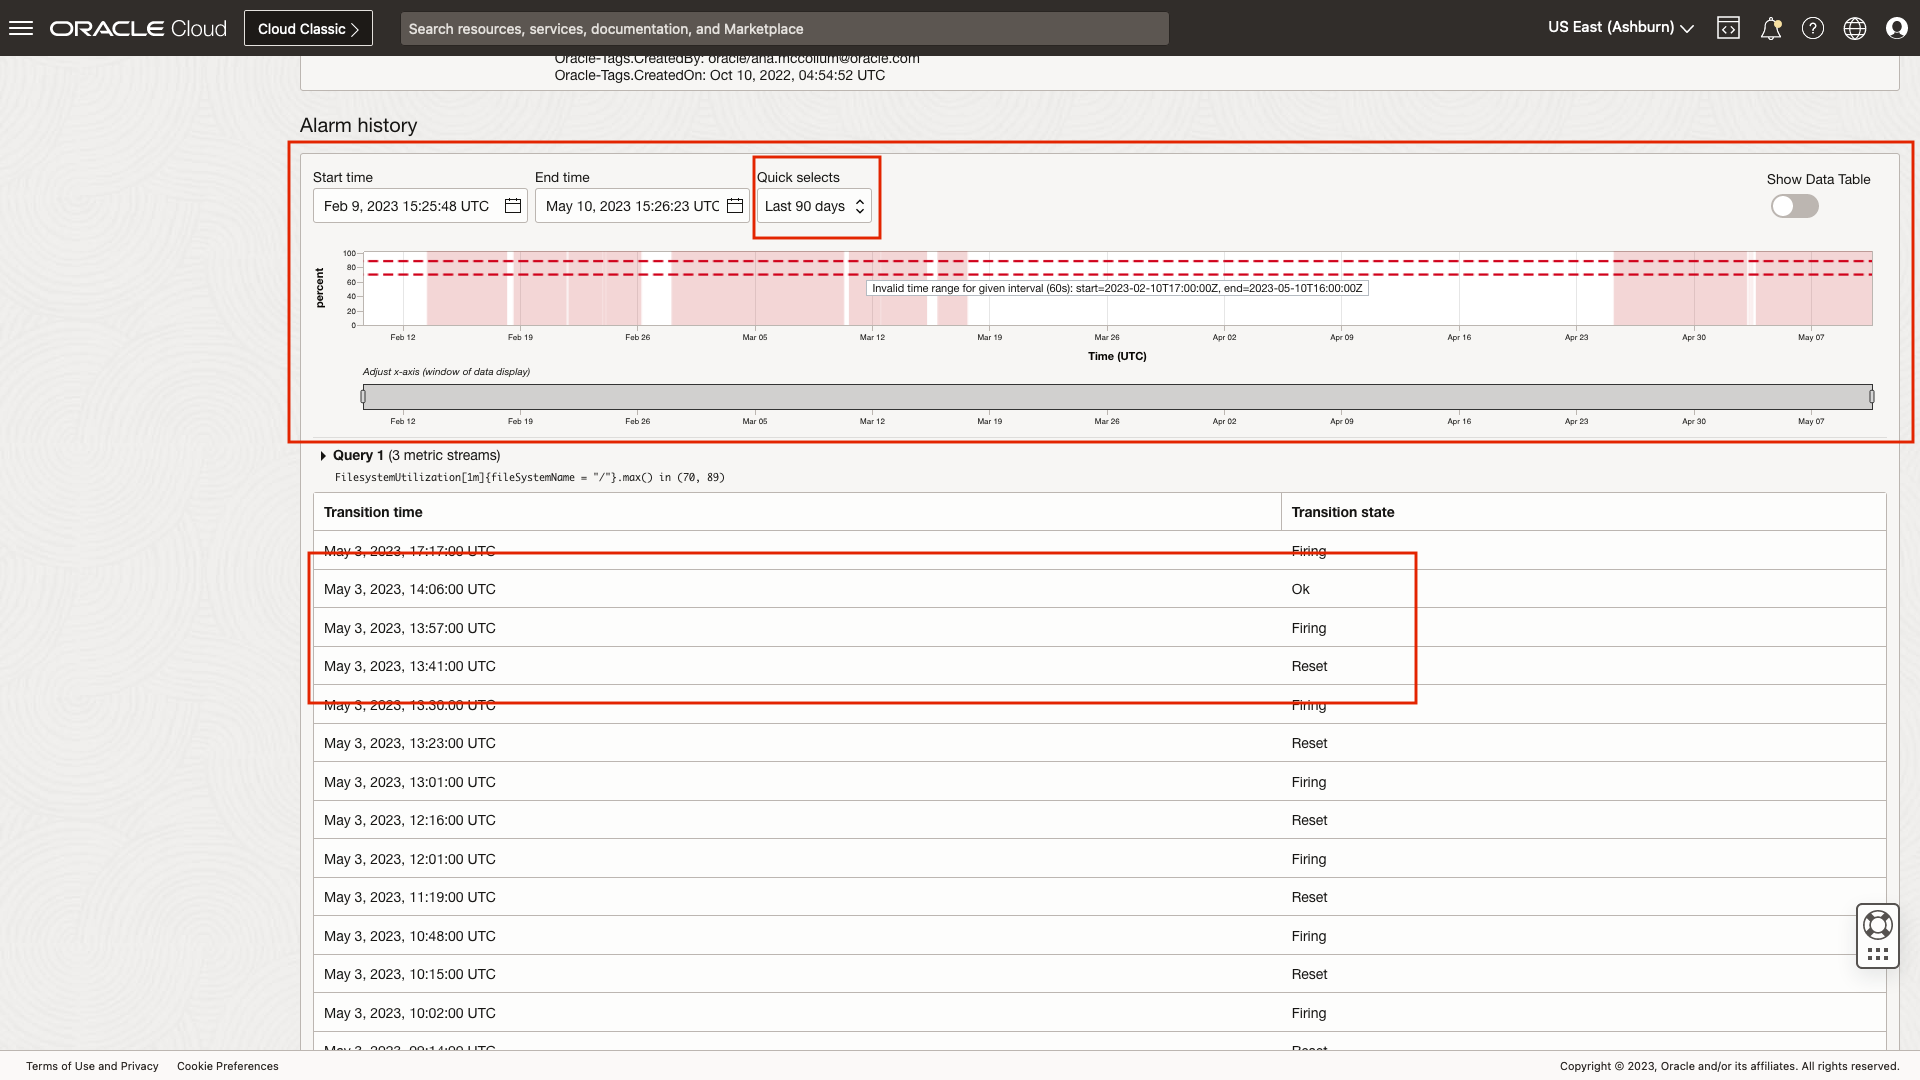 ORACLE Cloud Cloud Classic Search resources, services, documentation, and Marketplace US East (Ashburn)
Oracle-Tags.CreatedBy: oracle/ana.mccollum@oracle.com
Oracle-Tags.CreatedOn: Oct 10, 2022, 04:54:52 UTC
Alarm history
Start time End time Quick selects Show Data Table
Feb 9, 2023 15:25:48 UTC May 10, 2023 15:26:23 UTC Last 90 days
percent
100
80
60
40
20
0
Invalid time range for given interval (60s): start=2023-02-10T17:00:00Z, end=2023-05-10T16:00:00Z
Feb 12 Feb 19 Feb 26 Mar 05 Mar 12 Mar 19 Mar 26 Apr 02 Apr 09 Apr 16 Apr 23 Apr 30 May 07
Time (UTC)
Adjust x-axis (window of data display)
Feb 12 Feb 19 Feb 26 Mar 05 Mar 12 Mar 19 Mar 26 Apr 02 Apr 09 Apr 16 Apr 23 Apr 30 May 07
Query 1 (3 metric streams)
FilesystemUtilization[1m]{fileSystemName = "/"}.max() in (70, 89)
Transition time Transition state
May 3, 2023, 17:17:00 UTC Firing
May 3, 2023, 14:06:00 UTC Ok
May 3, 2023, 13:57:00 UTC Firing
May 3, 2023, 13:41:00 UTC Reset
May 3, 2023, 13:30:00 UTC Firing
May 3, 2023, 13:23:00 UTC Reset
May 3, 2023, 13:01:00 UTC Firing
May 3, 2023, 12:16:00 UTC Reset
May 3, 2023, 12:01:00 UTC Firing
May 3, 2023, 11:19:00 UTC Reset
May 3, 2023, 10:48:00 UTC Firing
May 3, 2023, 10:15:00 UTC Reset
May 3, 2023, 10:02:00 UTC Firing
May 3, 2023, 09:14:00 UTC Reset
Terms of Use and Privacy Cookie Preferences Copyright © 2023, Oracle and/or its affiliates. All rights reserved.